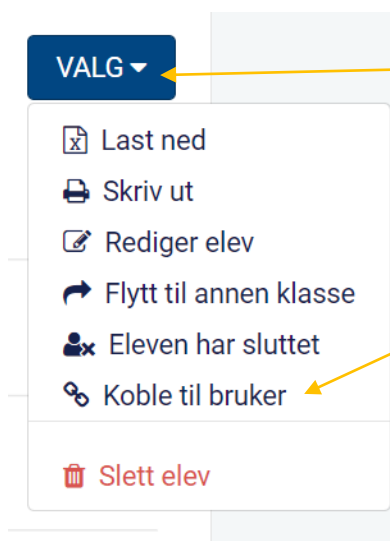 VALG
Last ned
Skriv ut
Rediger elev
Flytt til annen klasse
Eleven har sluttet
Koble til bruker
Slett elev